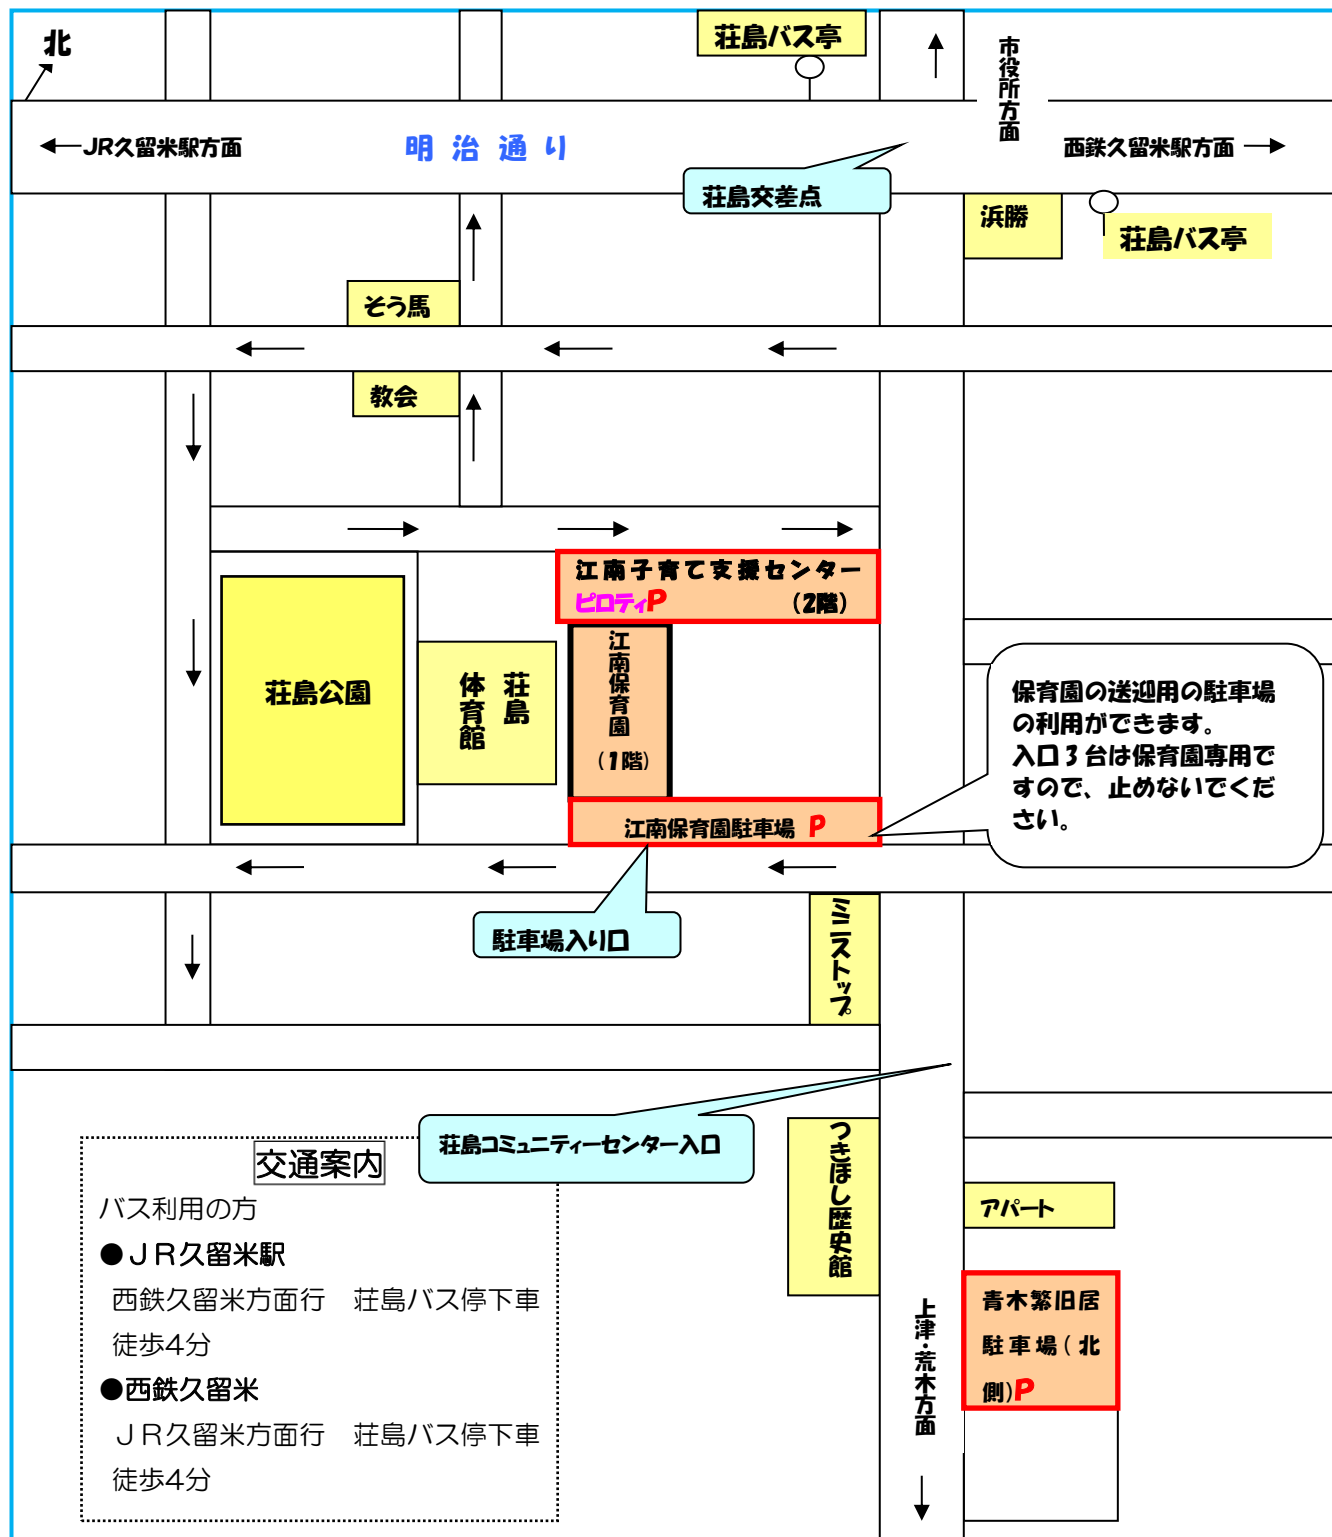 北
荘島バス亭
市役所方面
←JR久留米駅方面
明治通り
西鉄久留米駅方面→
荘島交差点
浜勝
荘島バス亭
そう馬
教会
江南子育て支援センター
ピロティP (2階)
江南保育園
(1階)
荘島公園
荘島
体育館
保育園の送迎用の駐車場
の利用ができます。
入口3台は保育園専用で
すので、止めないでくだ
さい。
江南保育園駐車場 P
駐車場入り口
ミニストップ
荘島コミュニティーセンター入口
つきほし歴史館
アパート
青木繁旧居
駐車場(北
側)P
上津・荒木方面
交通案内
バス利用の方
●JR久留米駅
西鉄久留米方面行 荘島バス停下車
徒歩4分
●西鉄久留米
JR久留米方面行 荘島バス停下車
徒歩4分